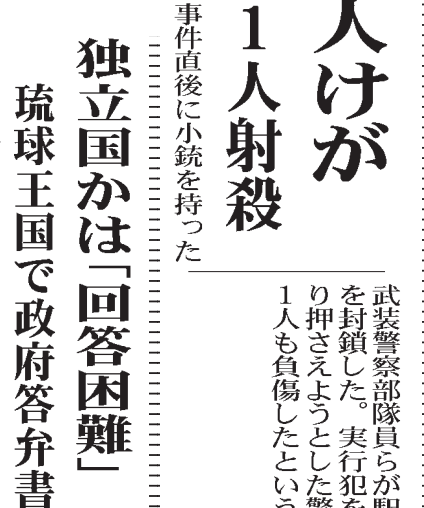 人けが
1人射殺
事件直後に小銃を持った
武装警察部隊員らが駅
を封鎖した。実行犯を
り押さえようとした警
1人も負傷したという
独立国かは「回答困難」
琉球王国で政府答弁書